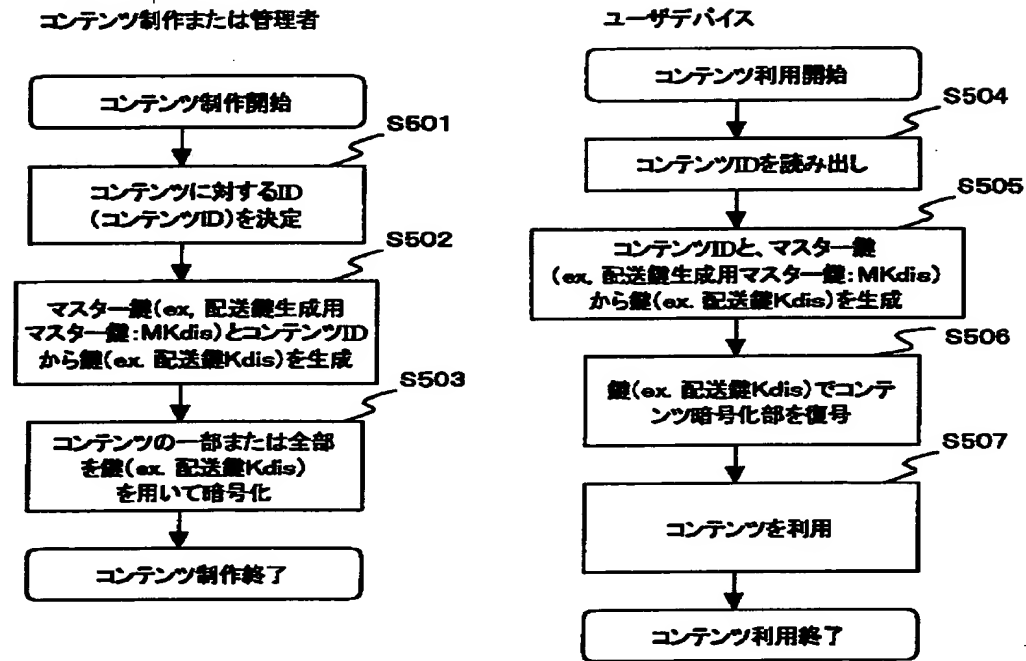 コンテンツ制作または管理者
コンテンツ制作開始
S501
コンテンツに対するID
(コンテンツID)を決定
S502
マスター鍵(ex, 配送鍵生成用
マスター鍵:MKdis)とコンテンツID
から鍵(ex. 配送鍵Kdis)を生成
S503
コンテンツの一部または全部
を鍵(ex. 配送鍵Kdis)
を用いて暗号化
コンテンツ制作終了
ユーザデバイス
コンテンツ利用開始
S504
コンテンツIDを読み出し
S505
コンテンツIDと、マスター鍵
(ex, 配送鍵生成用マスター鍵:MKdis)
から鍵(ex. 配送鍵Kdis)を生成
S506
鍵(ex. 配送鍵Kdis)でコンテ
ンツ暗号化部を復号
S507
コンテンツを利用
コンテンツ利用終了